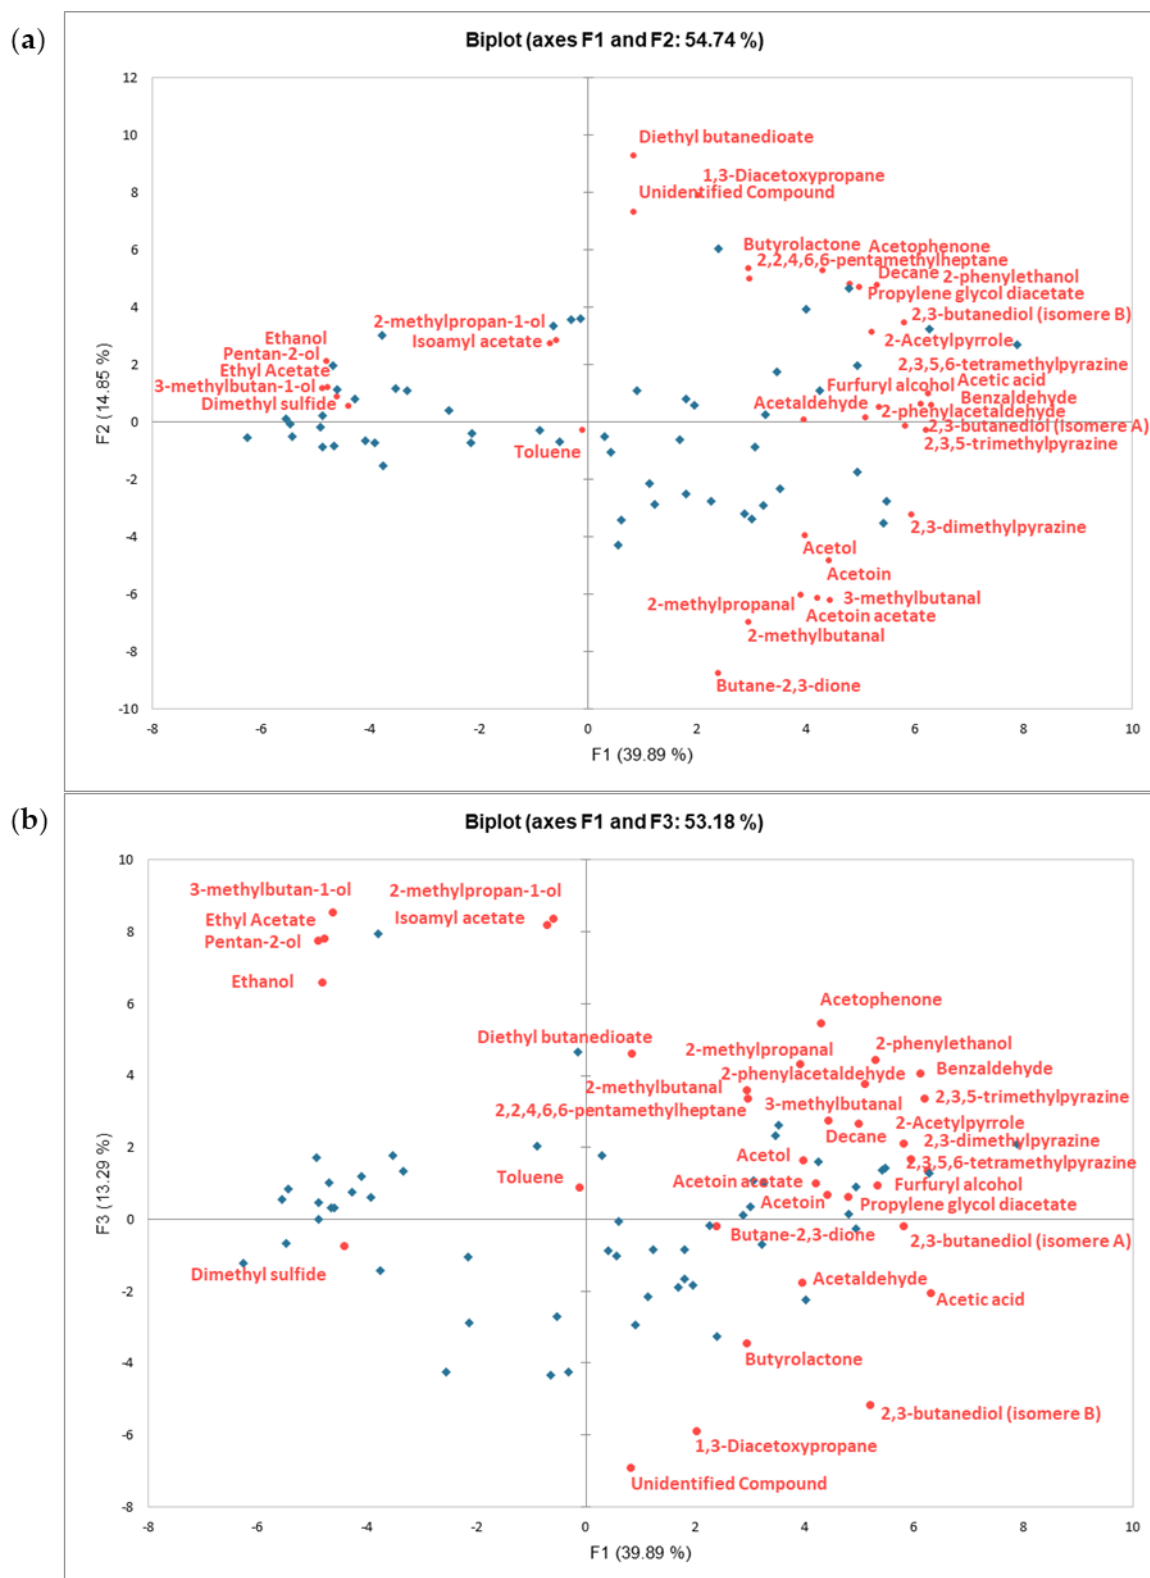 (a)
Biplot (axes F1 and F2: 54.74 %)
12
10
8
6
4
2
0
-2
-4
-6
-8
-10
F2 (14.85 %)
Diethyl butanedioate
1,3-Diacetoxypropane
Unidentified Compound
Butyrolactone
Acetophenone
2,2,4,6,6-pentamethylheptane
Decane
2-phenylethanol
Propylene glycol diacetate
2,3-butanediol (isomere B)
2-methylpropan-1-ol
Isoamyl acetate
2-Acetylpyrrole
Ethanol
Pentan-2-ol
Ethyl Acetate
3-methylbutan-1-ol
Dimethyl sulfide
2,3,5,6-tetramethylpyrazine
Furfuryl alcohol
Acetic acid
Benzaldehyde
Acetaldehyde
2-phenylacetaldehyde
2,3-butanediol (isomere A)
2,3,5-trimethylpyrazine
Toluene
2,3-dimethylpyrazine
Acetol
Acetoin
2-methylpropanal
3-methylbutanal
Acetoin acetate
2-methylbutanal
Butane-2,3-dione
-8
-6
-4
-2
0
2
4
6
8
10
F1 (39.89 %)
(b)
Biplot (axes F1 and F3: 53.18 %)
10
8
6
4
2
0
-2
-4
-6
-8
F3 (13.29 %)
3-methylbutan-1-ol
2-methylpropan-1-ol
Ethyl Acetate
Isoamyl acetate
Pentan-2-ol
Ethanol
Acetophenone
Diethyl butanedioate
2-phenylethanol
2-methylpropanal
Benzaldehyde
2-phenylacetaldehyde
2-methylbutanal
2,3,5-trimethylpyrazine
2,2,4,6,6-pentamethylheptane
3-methylbutanal
2-Acetylpyrrole
Decane
2,3-dimethylpyrazine
Acetol
2,3,5,6-tetramethylpyrazine
Toluene
Acetoin acetate
Furfuryl alcohol
Acetoin
Propylene glycol diacetate
Butane-2,3-dione
2,3-butanediol (isomere A)
Dimethyl sulfide
Acetaldehyde
Acetic acid
Butyrolactone
2,3-butanediol (isomere B)
1,3-Diacetoxypropane
Unidentified Compound
-8
-6
-4
-2
0
2
4
6
8
10
F1 (39.89 %)